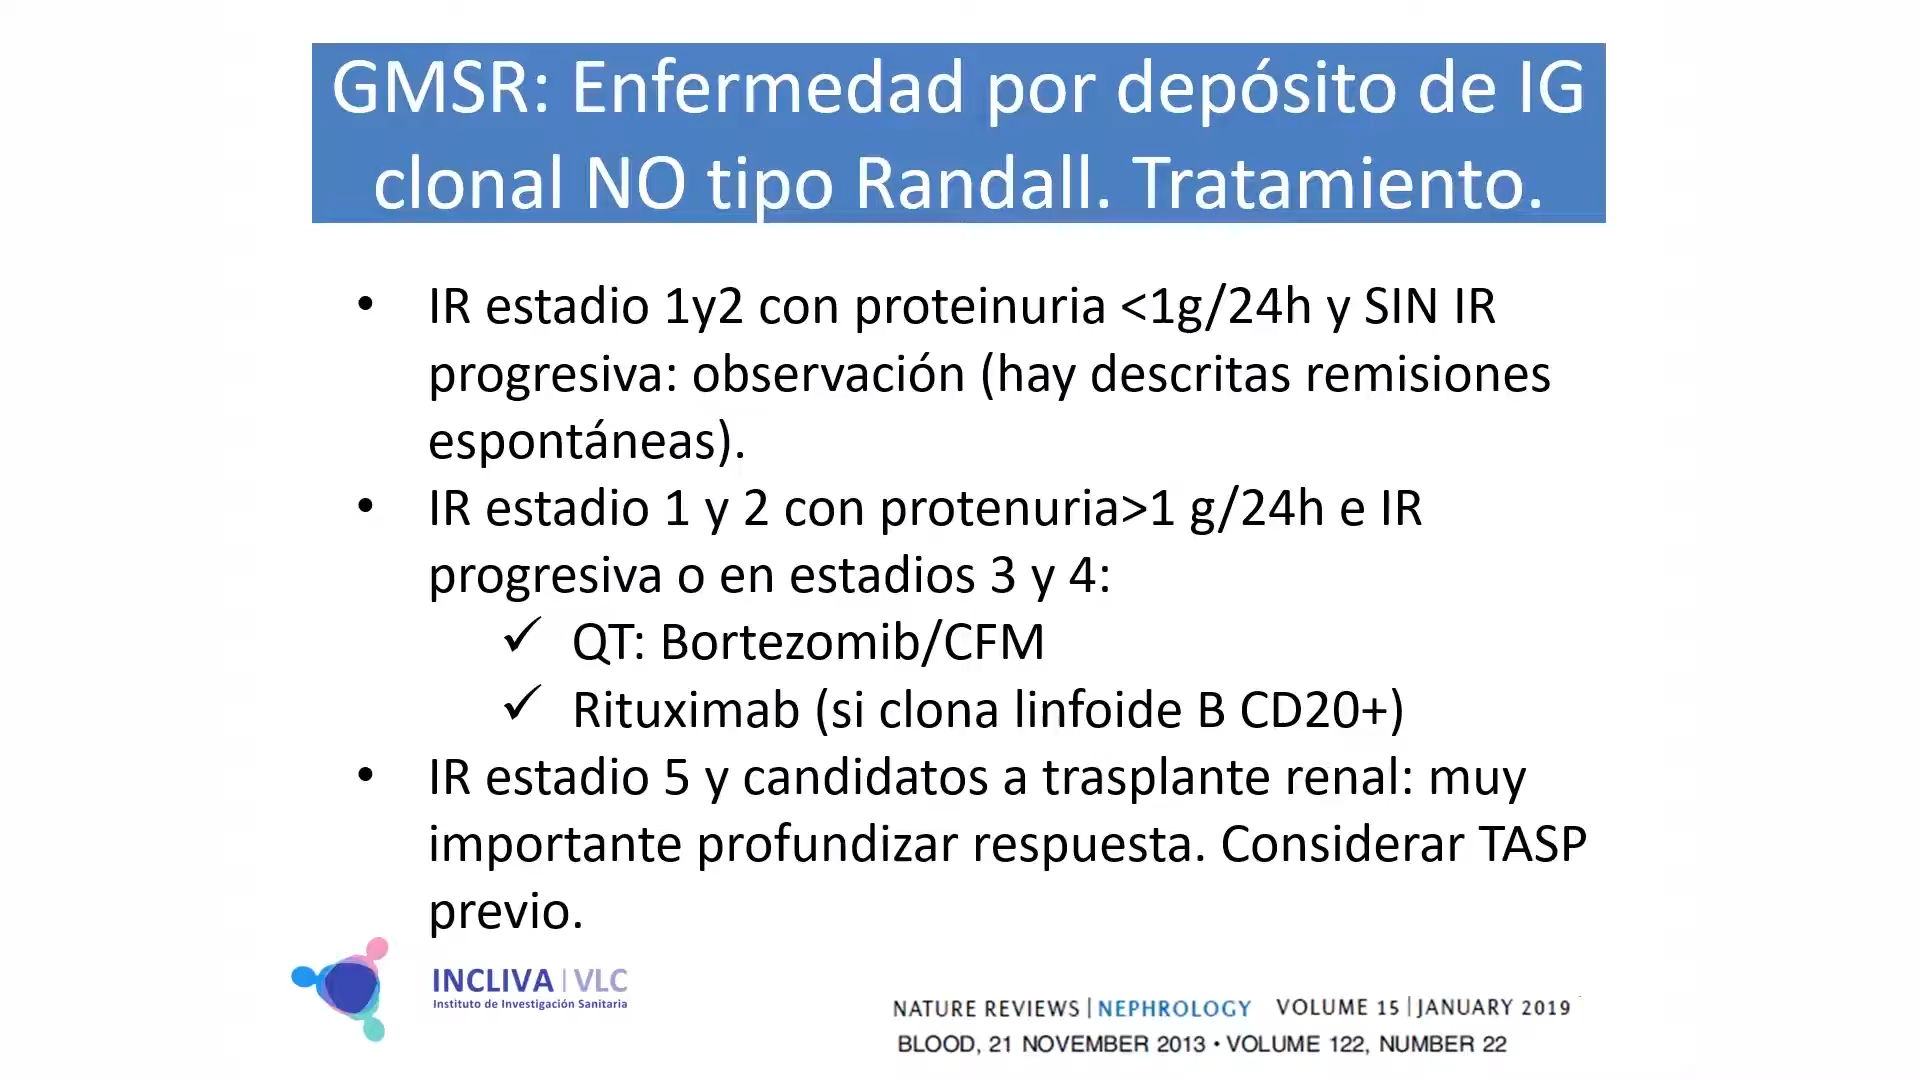 GMSR: Enfermedad por depósito de IG
clonal NO tipo Randall. Tratamiento.
• IR estadio 1y2 con proteinuria <1g/24h y SIN IR
progresiva: observación (hay descritas remisiones
espontáneas).
• IR estadio 1 y 2 con protenuria>1 g/24h e IR
progresiva o en estadios 3 y 4:
✓ QT: Bortezomib/CFM
✓ Rituximab (si clona linfoide B CD20+)
• IR estadio 5 y candidatos a trasplante renal: muy
importante profundizar respuesta. Considerar TASP
previo.
INCLIVA | VLC
Instituto de Investigación Sanitaria
NATURE REVIEWS | NEPHROLOGY VOLUME 15 | JANUARY 2019
BLOOD, 21 NOVEMBER 2013 • VOLUME 122, NUMBER 22